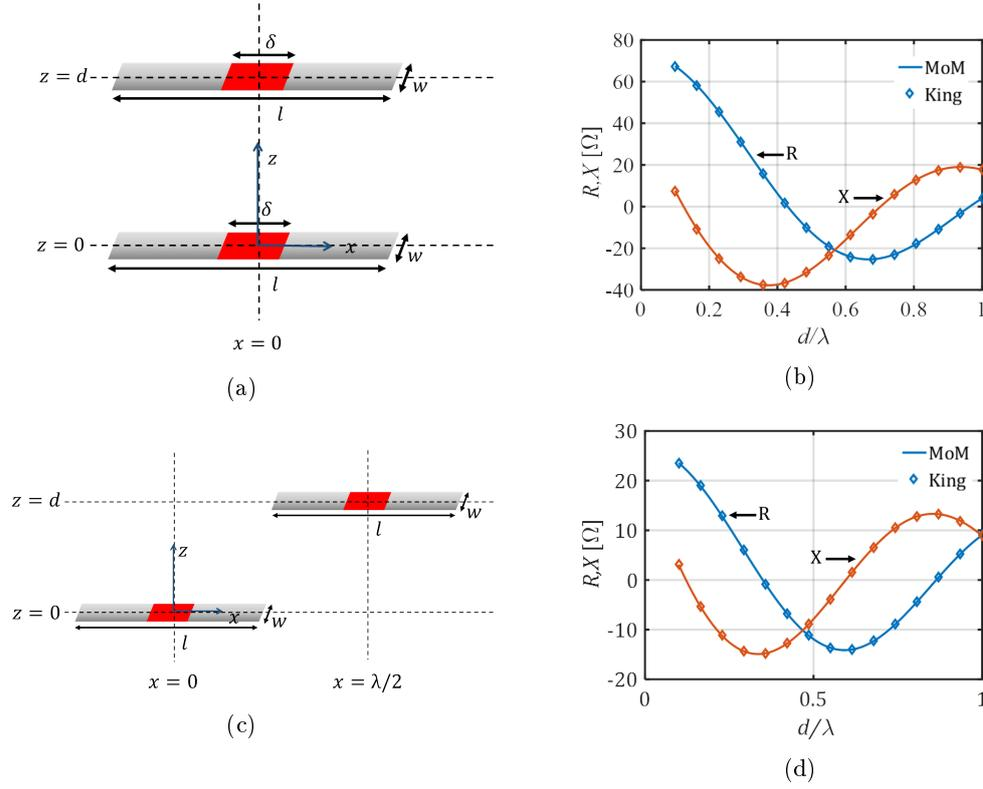 δ
z = d
w
l
z
δ
z = 0
x
w
l
x = 0
(a)
80
60
40
20
0
-20
-40
R,X [Ω]
MoM
King
R
X
0
0.2
0.4
0.6
0.8
1
d/λ
(b)
z = d
w
l
z
z = 0
x
w
l
x = 0
x = λ/2
(c)
30
20
10
0
-10
-20
R,X [Ω]
MoM
King
R
X
0
0.5
1
d/λ
(d)